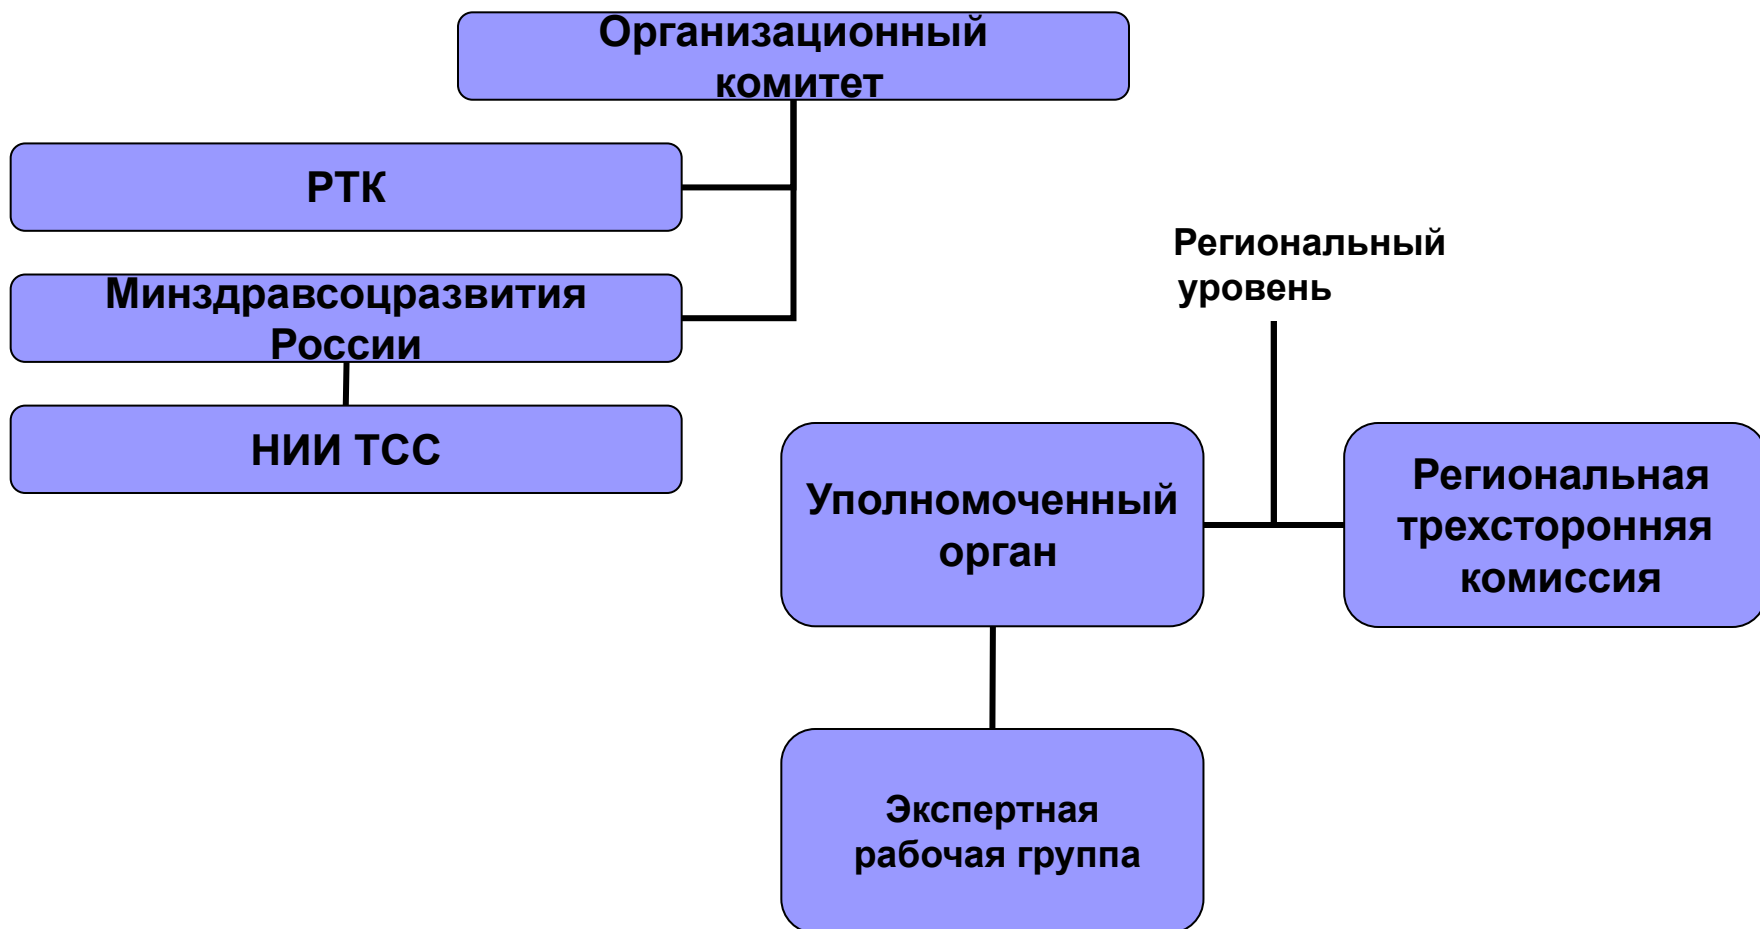 Организационный
комитет
РТК
Минздравсоцразвития
России
НИИ ТСС
Региональный
уровень
Уполномоченный
орган
Региональная
трехсторонняя
комиссия
Экспертная
рабочая группа